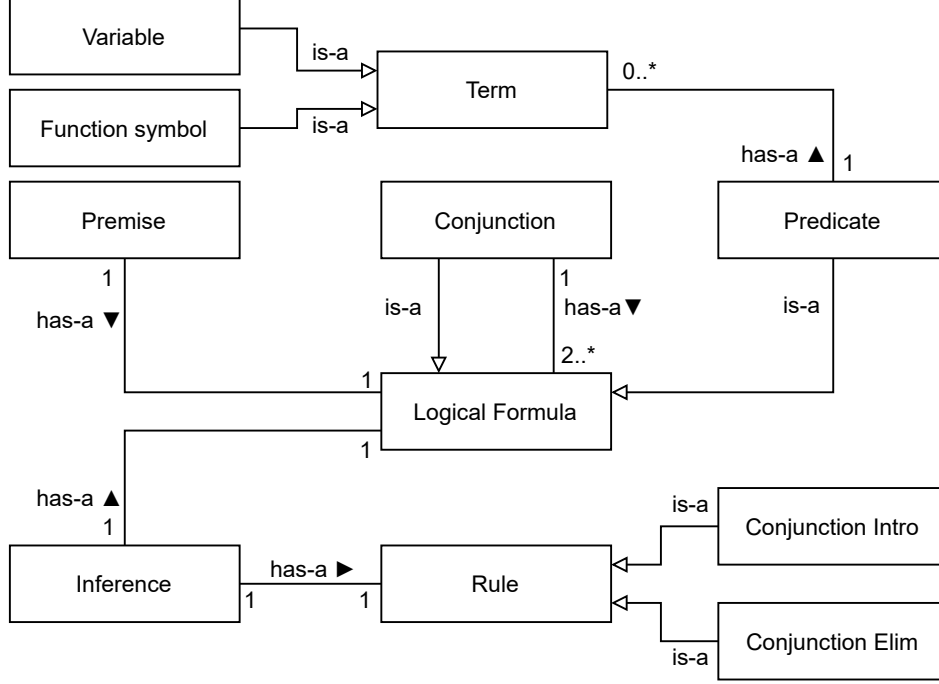 Variable
is-a
Term
0..*
Function symbol
is-a
has-a ▲
1
Premise
Conjunction
Predicate
1
1
has-a ▼
is-a
has-a▼
is-a
2..*
1
Logical Formula
1
has-a ▲
1
is-a
Conjunction Intro
Inference
has-a ►
1
1
Rule
Conjunction Elim
is-a